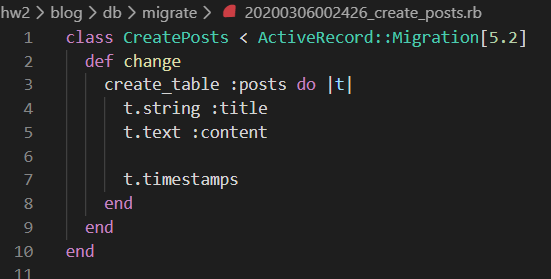 hw2 > blog > db > migrate > 20200306002426_create_posts.rb
1 class CreatePosts < ActiveRecord::Migration[5.2]
2 def change
3 create_table :posts do |t|
4 t.string :title
5 t.text :content
6
7 t.timestamps
8 end
9 end
10 end
11